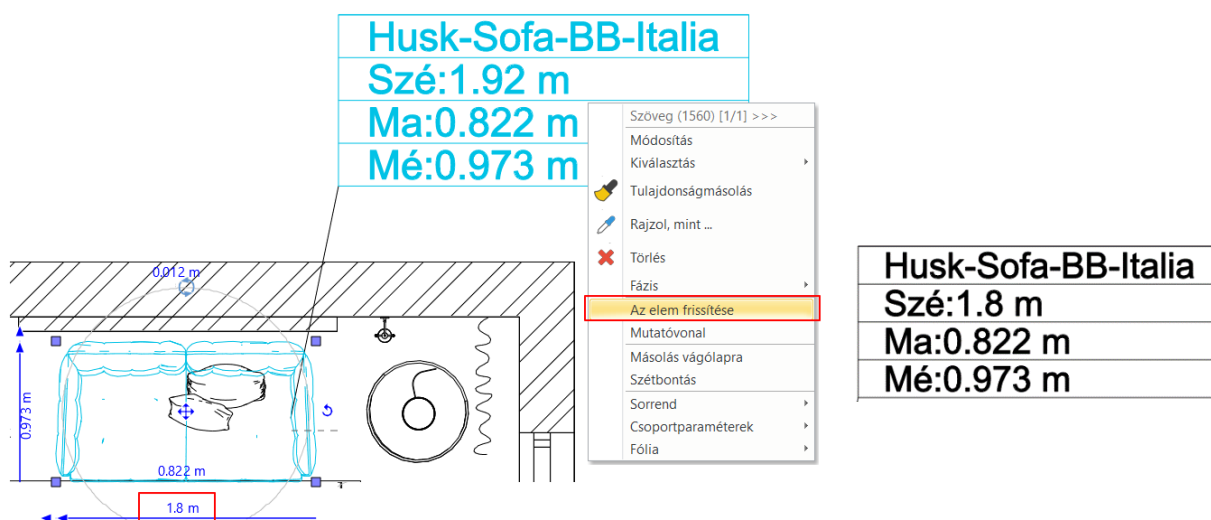 Husk-Sofa-BB-Italia
Szé:1.92 m
Ma:0.822 m
Mé:0.973 m
Szöveg (1560) [1/1] >>>
Módosítás
Kiválasztás
Tulajdonságmásolás
Rajzol, mint ...
Törlés
Fázis
Az elem frissítése
Mutatóvonal
Másolás vágólapra
Szétbontás
Sorrend
Csoportparaméterek
Fólia
0.012 m
0.973 m
0.822 m
1.8 m
Husk-Sofa-BB-Italia
Szé:1.8 m
Ma:0.822 m
Mé:0.973 m